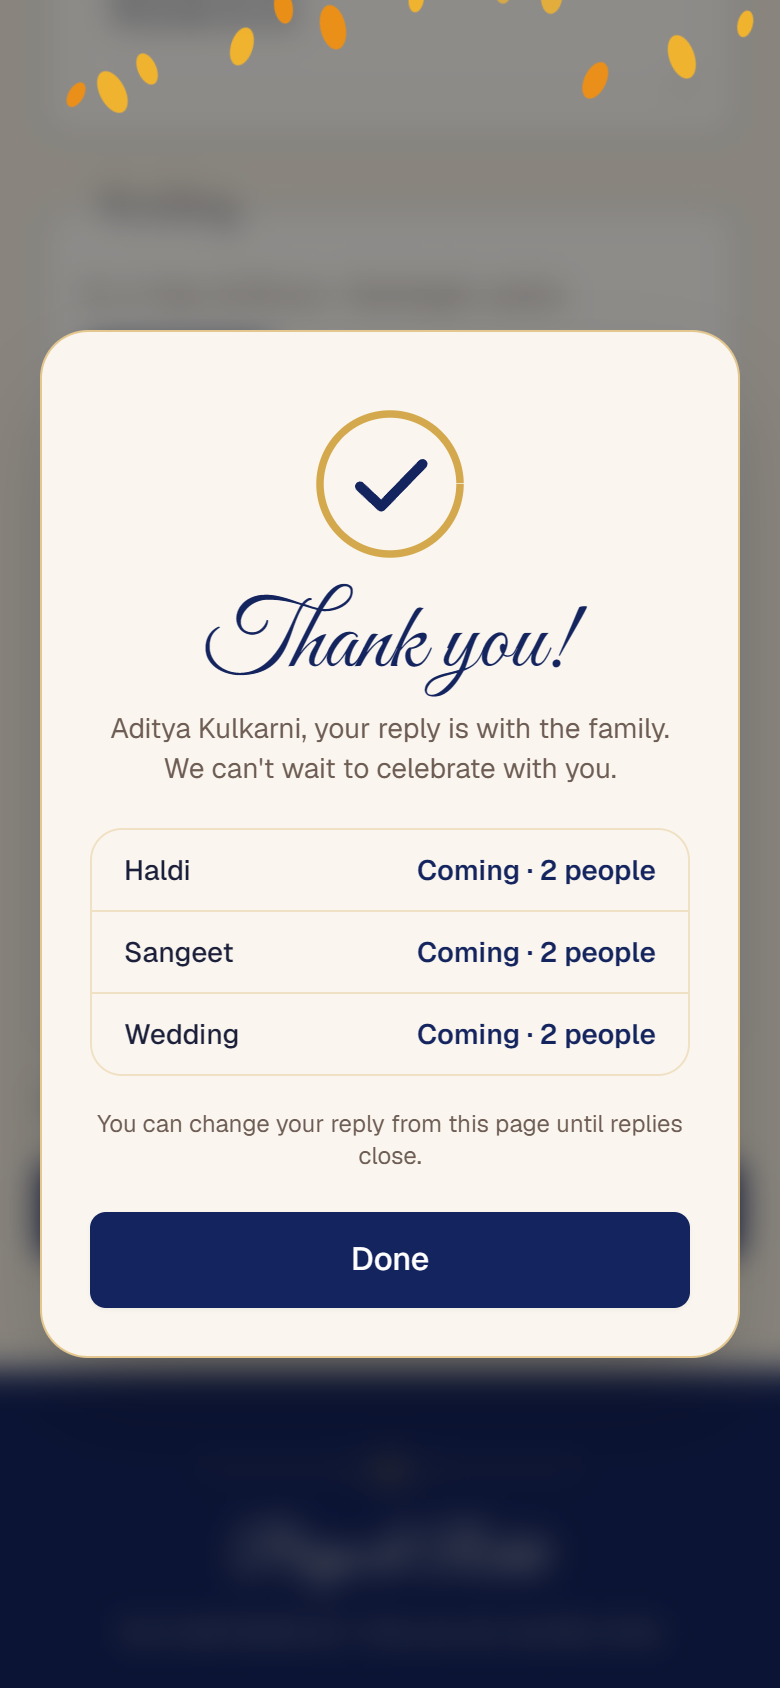 Thank you!
Aditya Kulkarni, your reply is with the family.
We can't wait to celebrate with you.
Haldi Coming · 2 people
Sangeet Coming · 2 people
Wedding Coming · 2 people
You can change your reply from this page until replies
close.
Done